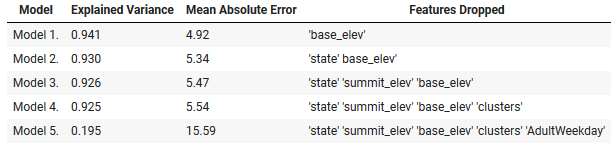 Model Explained Variance Mean Absolute Error Features Dropped
Model 1. 0.941 4.92 'base_elev'
Model 2. 0.930 5.34 'state' base_elev'
Model 3. 0.926 5.47 'state' 'summit_elev' 'base_elev'
Model 4. 0.925 5.54 'state' 'summit_elev' 'base_elev' 'clusters'
Model 5. 0.195 15.59 'state' 'summit_elev' 'base_elev' 'clusters' 'AdultWeekday'